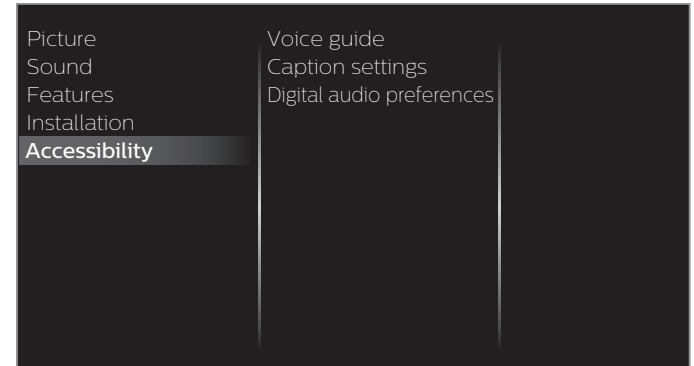 Picture
Sound
Features
Installation
Accessibility
Voice guide
Caption settings
Digital audio preferences